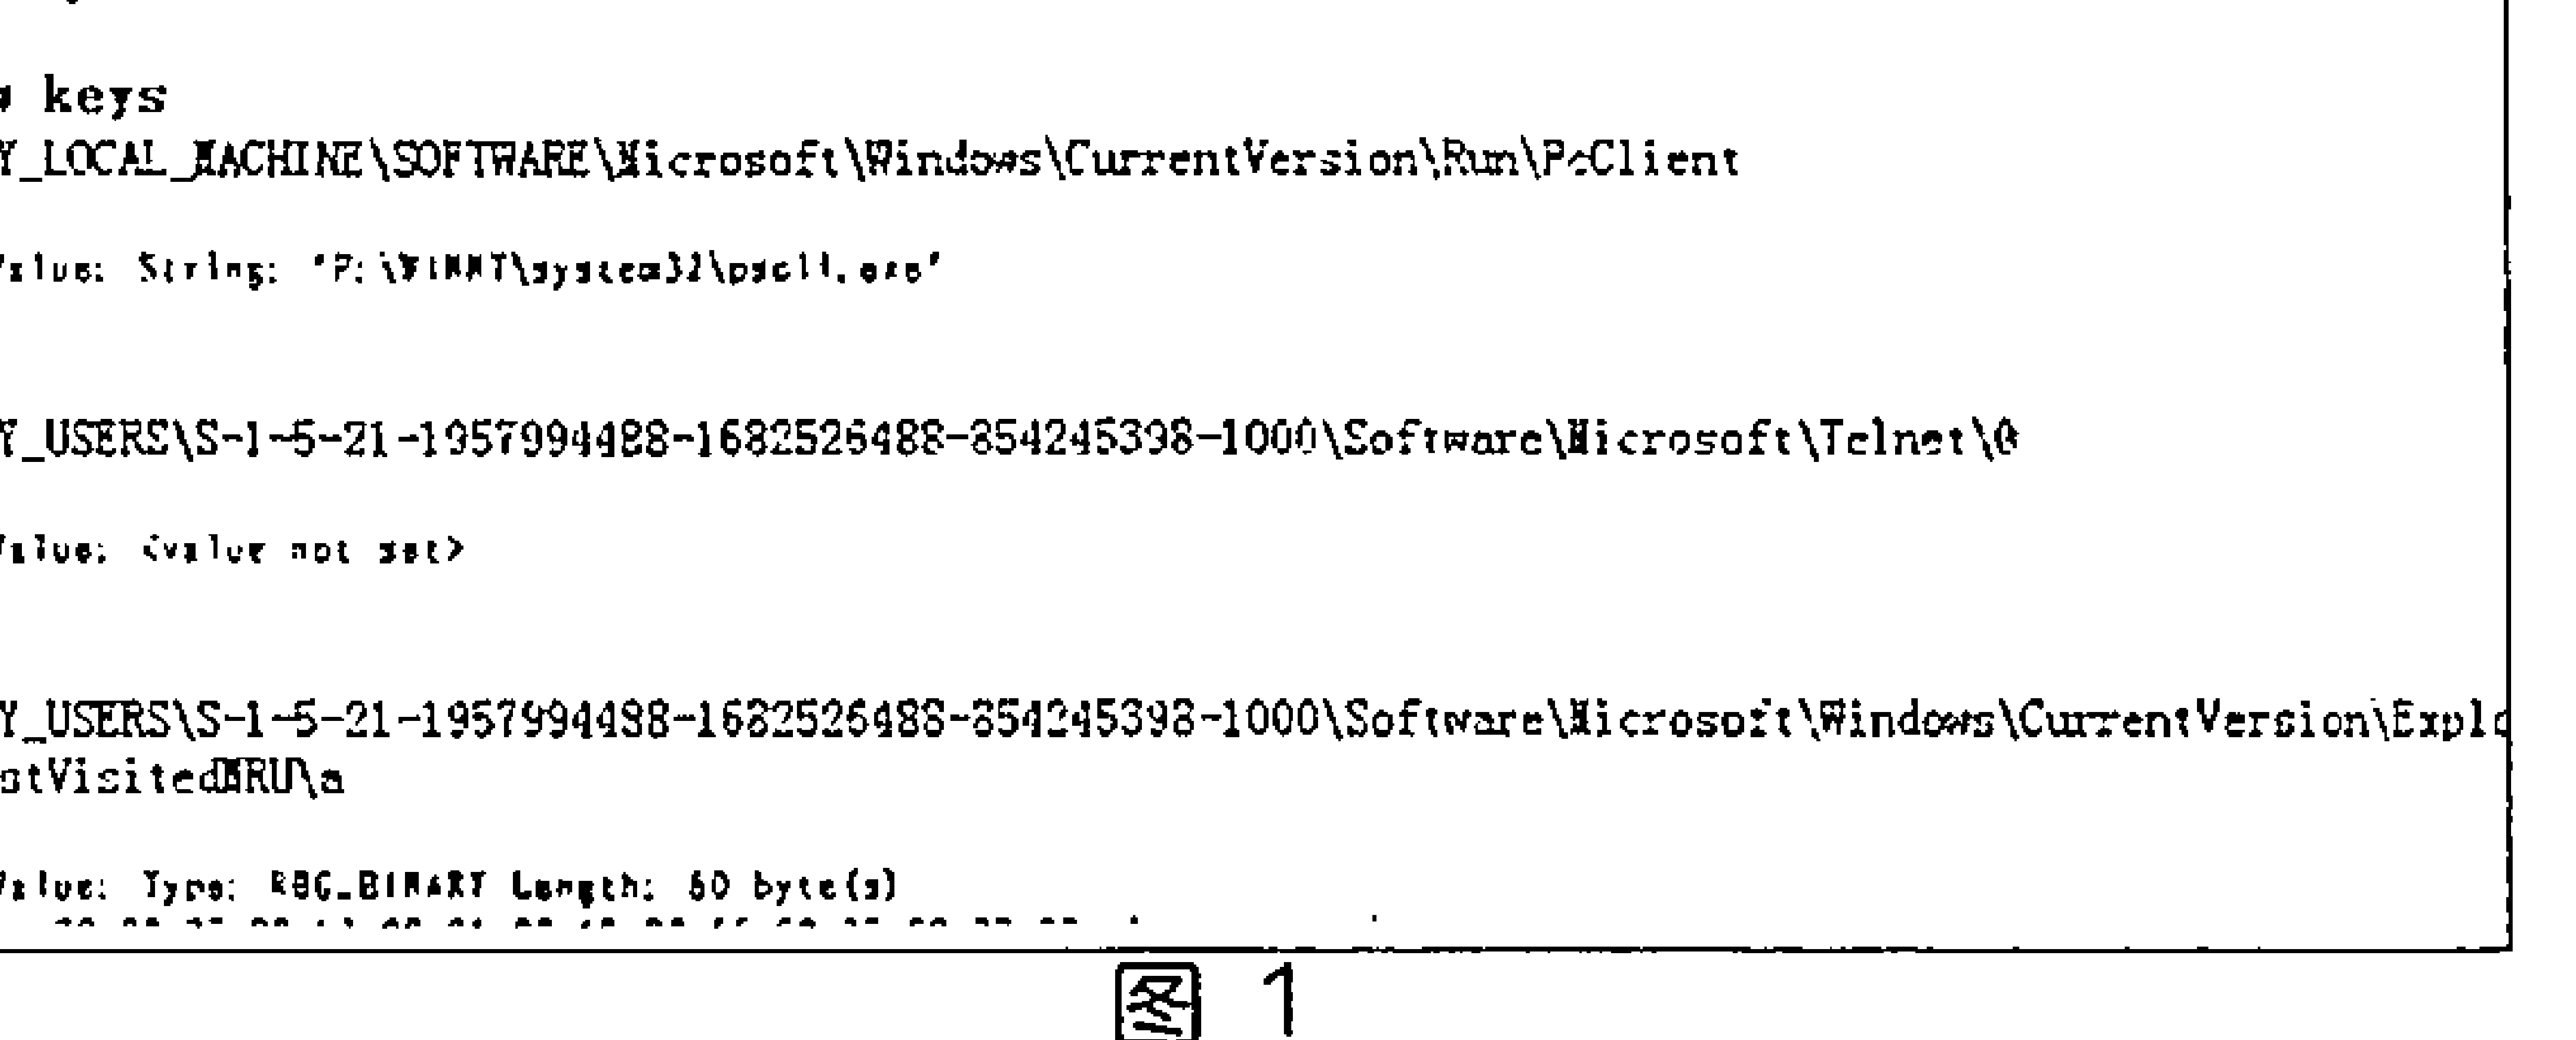 keys
Y_LOCAL_MACHINE\SOFTWARE\Microsoft\Windows\CurrentVersion\Run\PcClient
Value: String:
Y_USERS\S-1-5-21-1957994488-1682526488-854245398-1000\Software\Microsoft\Telnet\@
Value: <value not set>
Y_USERS\S-1-5-21-1957994488-1682526488-854245398-1000\Software\Microsoft\Windows\CurrentVersion\Explo
stVisitedMRU\a
Value: Type: REG_BINARY Length: 60 byte(s)
图 1